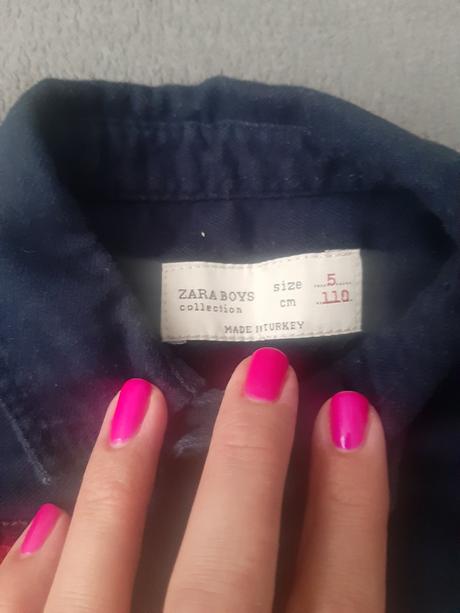 ZARA BOYS size 5
collection cm 110
MADE IN TURKEY